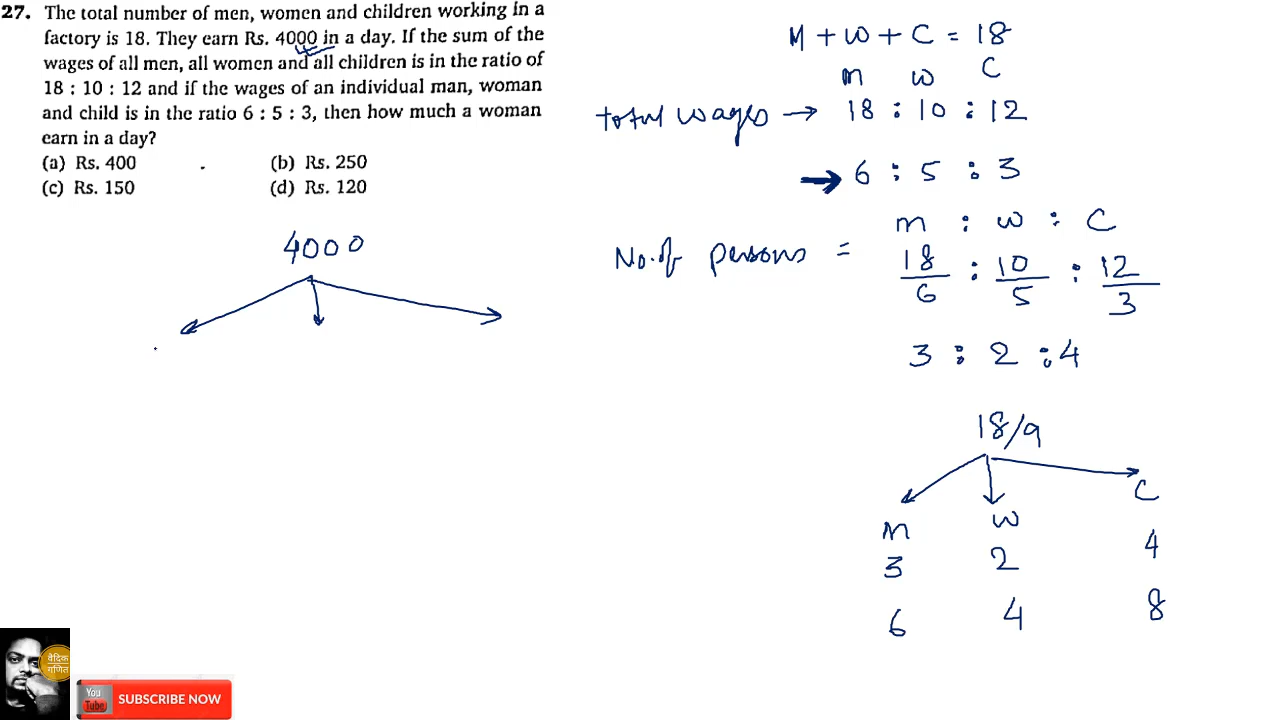 27. The total number of men, women and children working in a
factory is 18. They earn Rs. 4000 in a day. If the sum of the
wages of all men, all women and all children is in the ratio of
18 : 10 : 12 and if the wages of an individual man, woman
and child is in the ratio 6 : 5 : 3, then how much a woman
earn in a day?
(a) Rs. 400 (b) Rs. 250
(c) Rs. 150 (d) Rs. 120
4000
M + W + C = 18
m W C
total wages → 18 : 10 : 12
→ 6 : 5 : 3
m : w : C
No. of persons = 18/6 : 10/5 : 12/3
3 : 2 : 4
18/9
M W C
3 2 4
6 4 8
वैदिक
गणित
You
Tube
SUBSCRIBE NOW